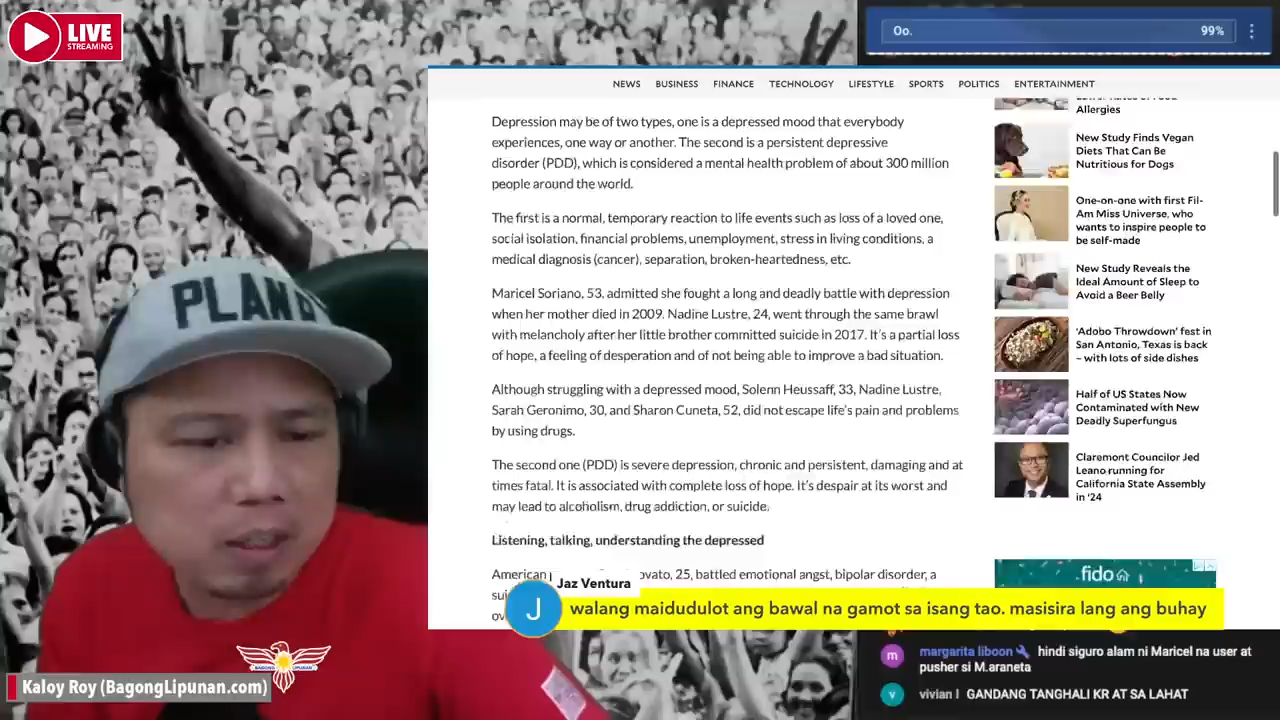 LIVE
STREAMING
Oo. 99%
NEWS BUSINESS FINANCE TECHNOLOGY LIFESTYLE SPORTS POLITICS ENTERTAINMENT
Depression may be of two types, one is a depressed mood that everybody
experiences, one way or another. The second is a persistent depressive
disorder (PDD), which is considered a mental health problem of about 300 million
people around the world.
The first is a normal, temporary reaction to life events such as loss of a loved one,
social isolation, financial problems, unemployment, stress in living conditions, a
medical diagnosis (cancer), separation, broken-heartedness, etc.
Maricel Soriano, 53, admitted she fought a long and deadly battle with depression
when her mother died in 2009. Nadine Lustre, 24, went through the same brawl
with melancholy after her little brother committed suicide in 2017. It's a partial loss
of hope, a feeling of desperation and of not being able to improve a bad situation.
Although struggling with a depressed mood, Solenn Heussaff, 33, Nadine Lustre,
Sarah Geronimo, 30, and Sharon Cuneta, 52, did not escape life's pain and problems
by using drugs.
The second one (PDD) is severe depression, chronic and persistent, damaging and at
times fatal. It is associated with complete loss of hope. It's despair at its worst and
may lead to alcoholism, drug addiction, or suicide.
Listening, talking, understanding the depressed
American ovato, 25, battled emotional angst, bipolar disorder, a
Allergies
New Study Finds Vegan
Diets That Can Be
Nutritious for Dogs
One-on-one with first Fil-
Am Miss Universe, who
wants to inspire people to
be self-made
New Study Reveals the
Ideal Amount of Sleep to
Avoid a Beer Belly
'Adobo Throwdown' fest in
San Antonio, Texas is back
– with lots of side dishes
Half of US States Now
Contaminated with New
Deadly Superfungus
Claremont Councilor Jed
Leano running for
California State Assembly
in '24
fido
Jaz Ventura
J
walang maidudulot ang bawal na gamot sa isang tao. masisira lang ang buhay
m margarita liboon hindi siguro alam ni Maricel na user at
pusher si M.araneta
v vivian l GANDANG TANGHALI KR AT SA LAHAT
BAGONG LIPUNAN
Kaloy Roy (BagongLipunan.com)